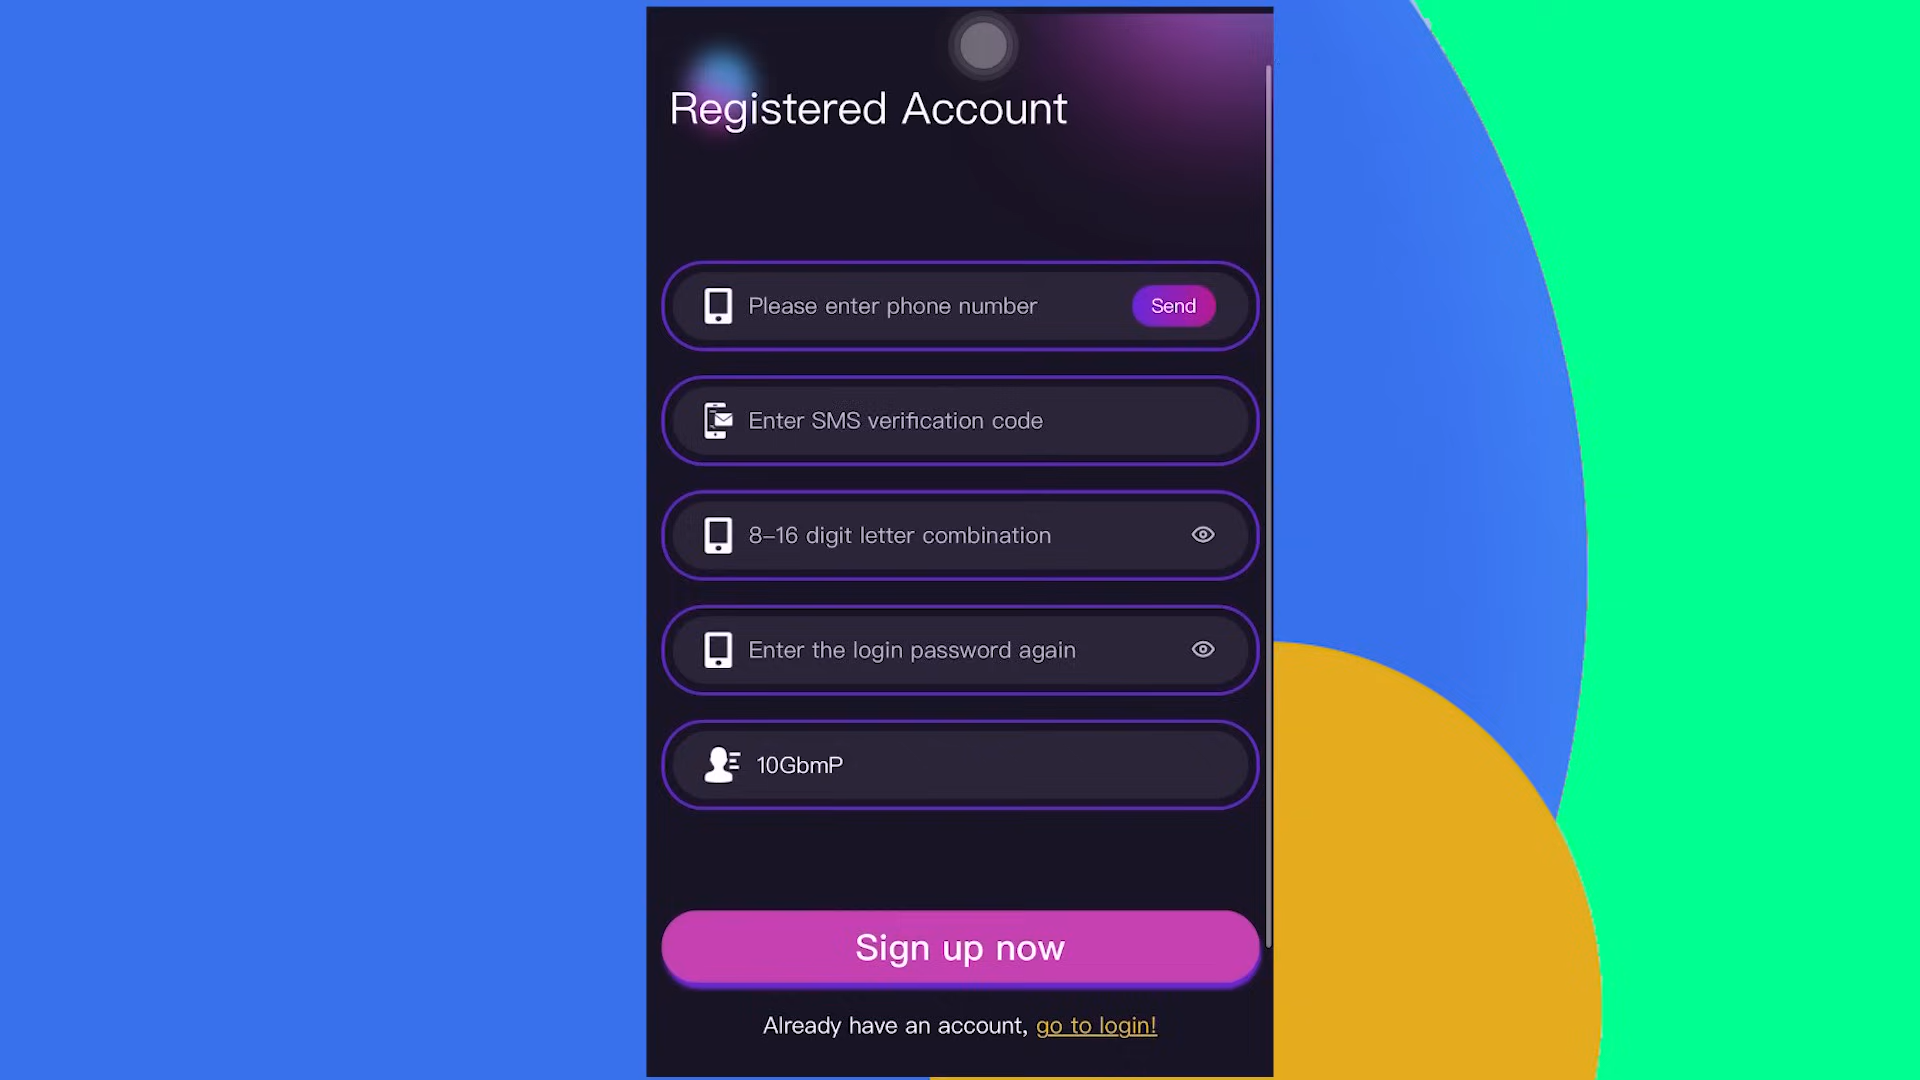 Registered Account
Please enter phone number
Send
Enter SMS verification code
8-16 digit letter combination
Enter the login password again
10GbmP
Sign up now
Already have an account, go to login!